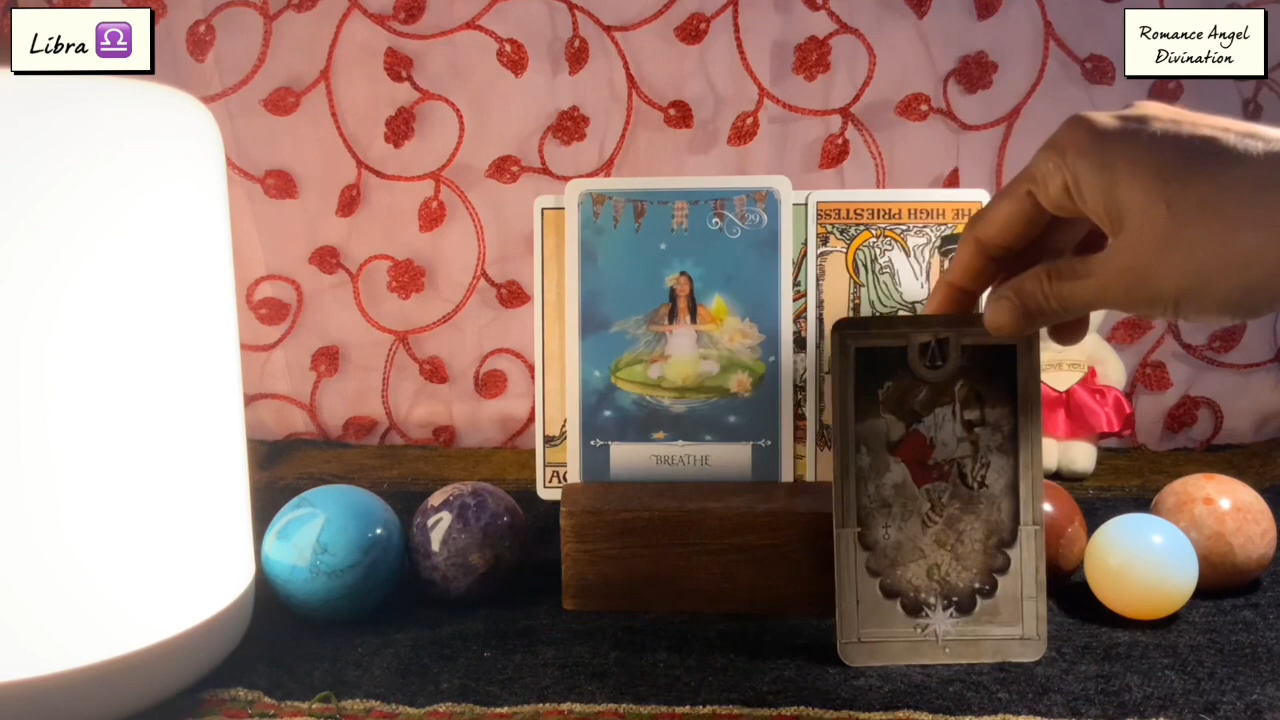 Libra ♎
Romance Angel
Divination
29
THE HIGH PRIESTESS
LOVE YOU
BREATHE